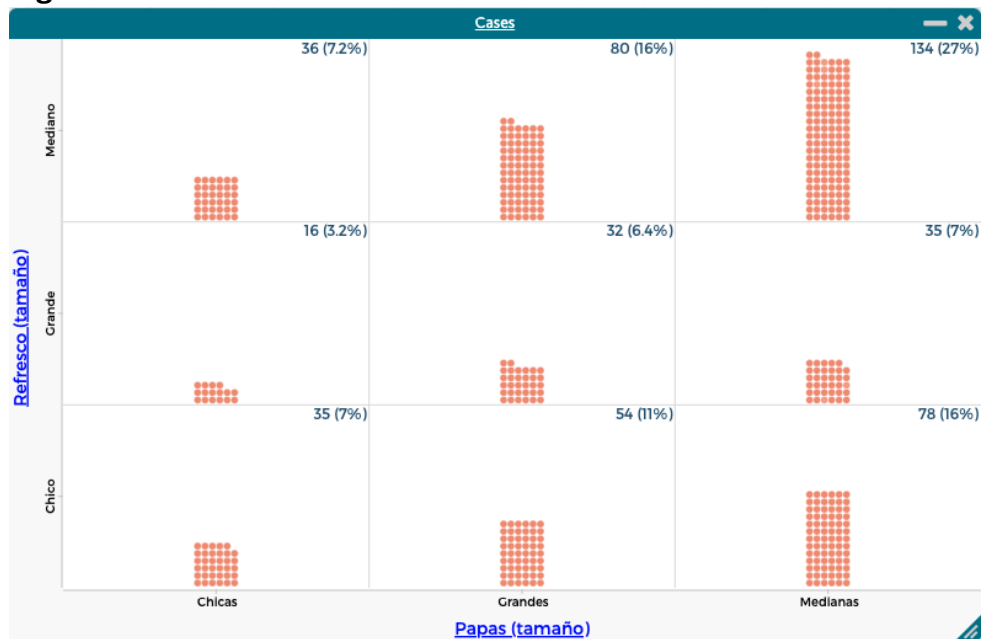 Cases
36 (7.2%) 80 (16%) 134 (27%)
Mediano
16 (3.2%) 32 (6.4%) 35 (7%)
Grande
Refresco (tamaño)
35 (7%) 54 (11%) 78 (16%)
Chico
Chicas Grandes Medianas
Papas (tamaño)